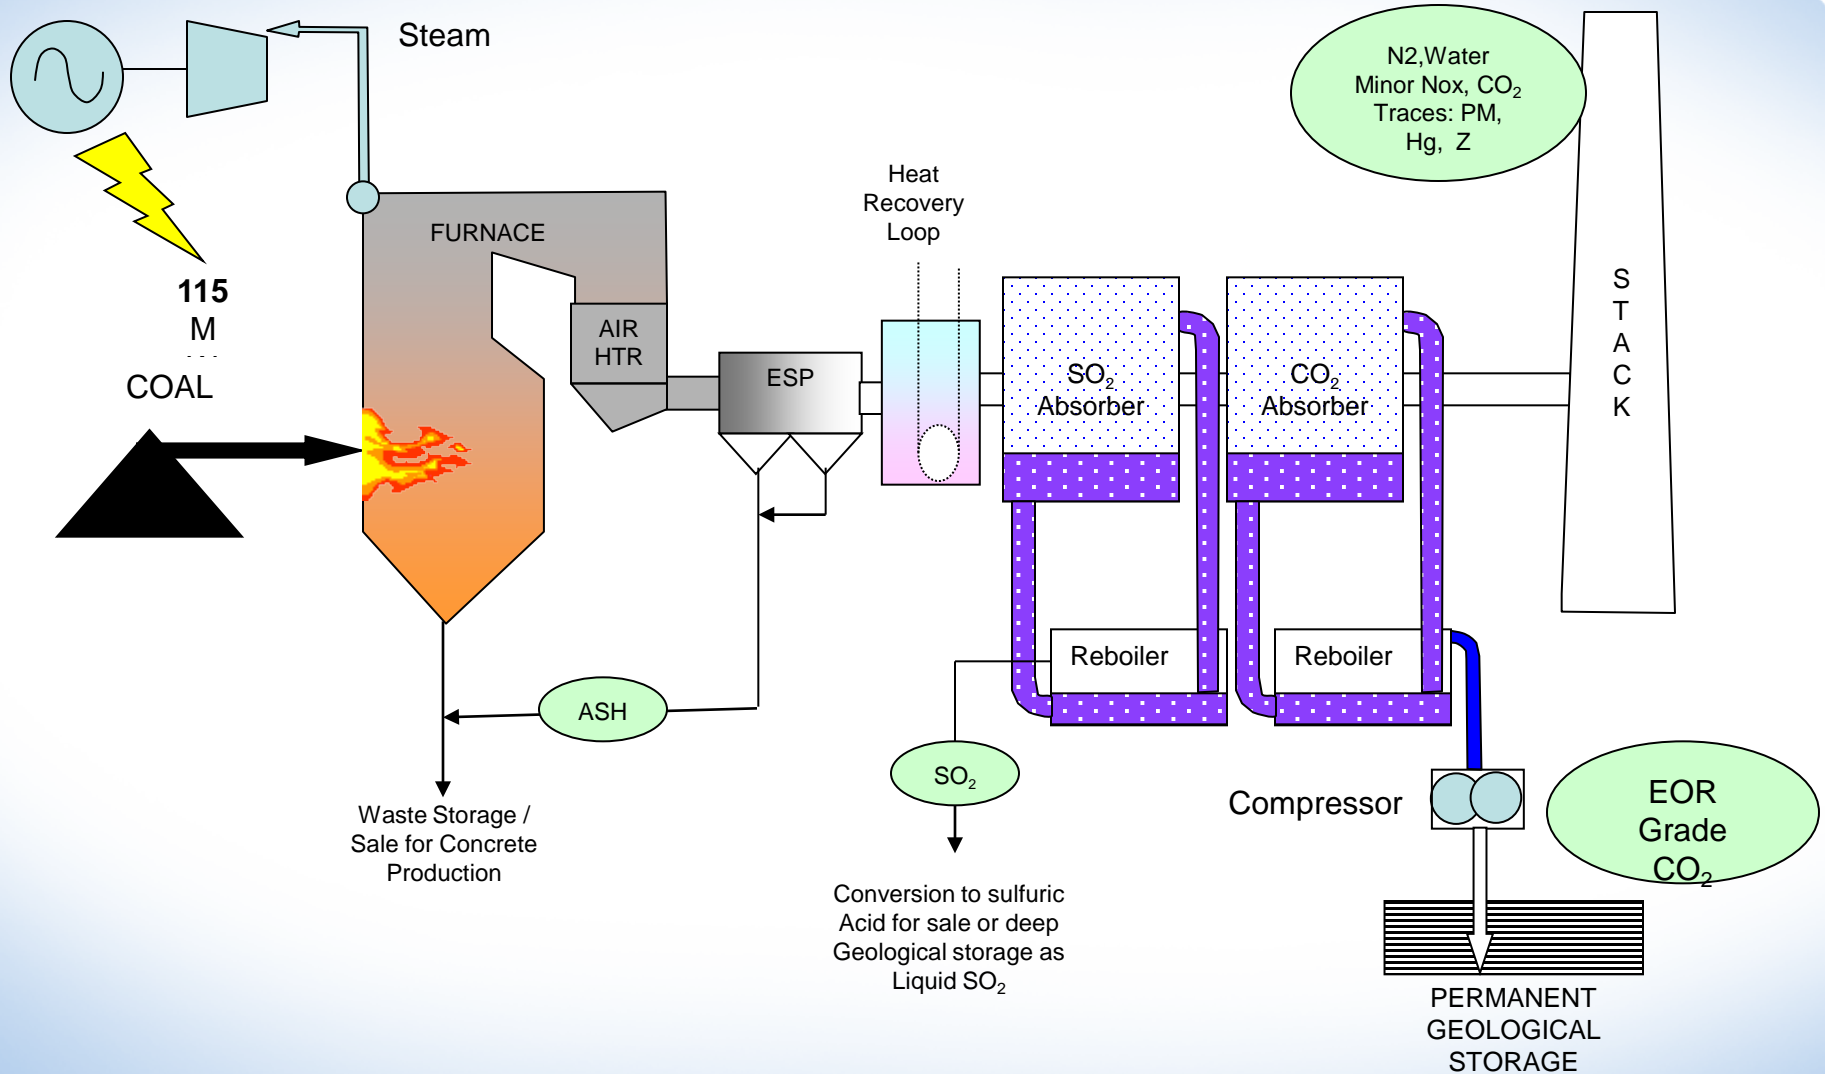 Steam
N2,Water
Minor Nox, CO₂
Traces: PM,
Hg, Z
Heat
Recovery
Loop
FURNACE
115
M
COAL
AIR
HTR
ESP
SO₂
Absorber
CO₂
Absorber
S
T
A
C
K
Reboiler
Reboiler
ASH
SO₂
Compressor
EOR
Grade
CO₂
Waste Storage /
Sale for Concrete
Production
Conversion to sulfuric
Acid for sale or deep
Geological storage as
Liquid SO₂
PERMANENT
GEOLOGICAL
STORAGE